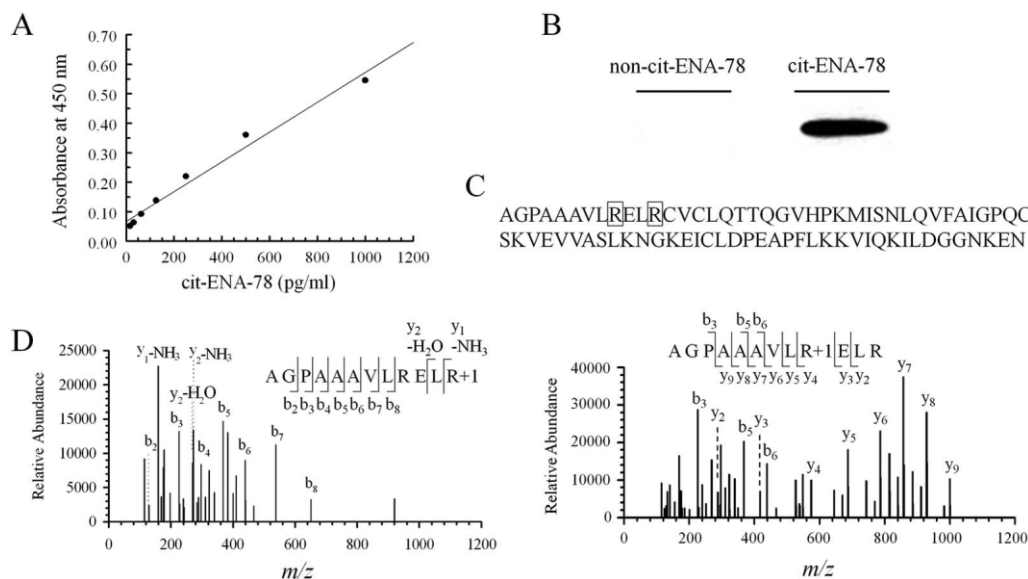 A
Absorbance at 450 nm
0.70
0.60
0.50
0.40
0.30
0.20
0.10
0.00
0 200 400 600 800 1000 1200
cit-ENA-78 (pg/ml)
B
non-cit-ENA-78 cit-ENA-78
C
AGPAAAVLRELRCVCLQTTQGVHPKMISNLQVFAIGPQC
SKVEVVASLKNGKEICLDPEAPFLKKVIQKILDGGNKEN
D
Relative Abundance
25000
20000
15000
10000
5000
0
y1-NH3 y2-NH3
y2-H2O
b2 b3 b4 b5 b6 b7 b8
y2 y1
-H2O -NH3
AGPAAAVLRELR+1
b2 b3 b4 b5 b6 b7 b8
0 200 400 600 800 1000 1200
m/z
Relative Abundance
40000
20000
0
b3 b5 b6
AGPAAAVLR+1ELR
y9 y8 y7 y6 y5 y4 y3 y2
b3 y2 b5 y3 b6 y4 y5 y6 y7 y8 y9
0 200 400 600 800 1000 1200
m/z